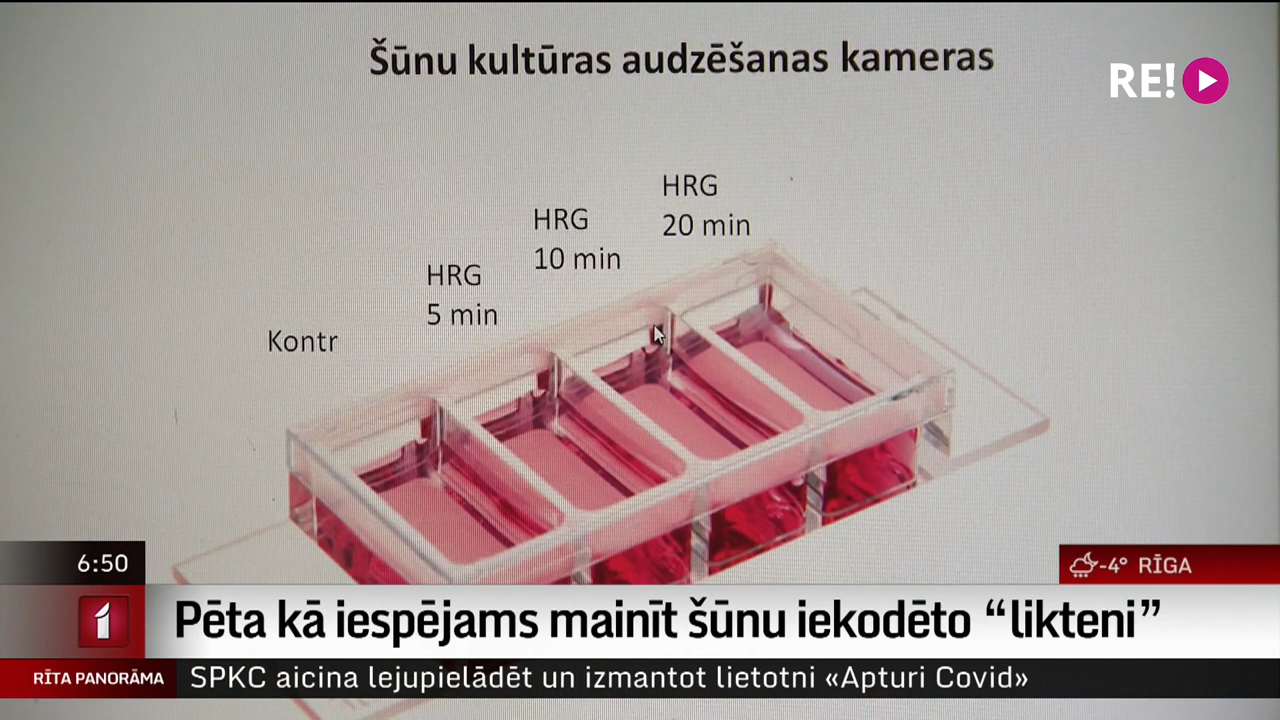 Šūnu kultūras audzēšanas kameras
RE!
HRG
20 min
HRG
10 min
HRG
5 min
Kontr
6:50
-4° RĪGA
1
Pēta kā iespējams mainīt šūnu iekodēto “likteni”
RĪTA PANORĀMA
SPKC aicina lejupielādēt un izmantot lietotni «Apturi Covid»